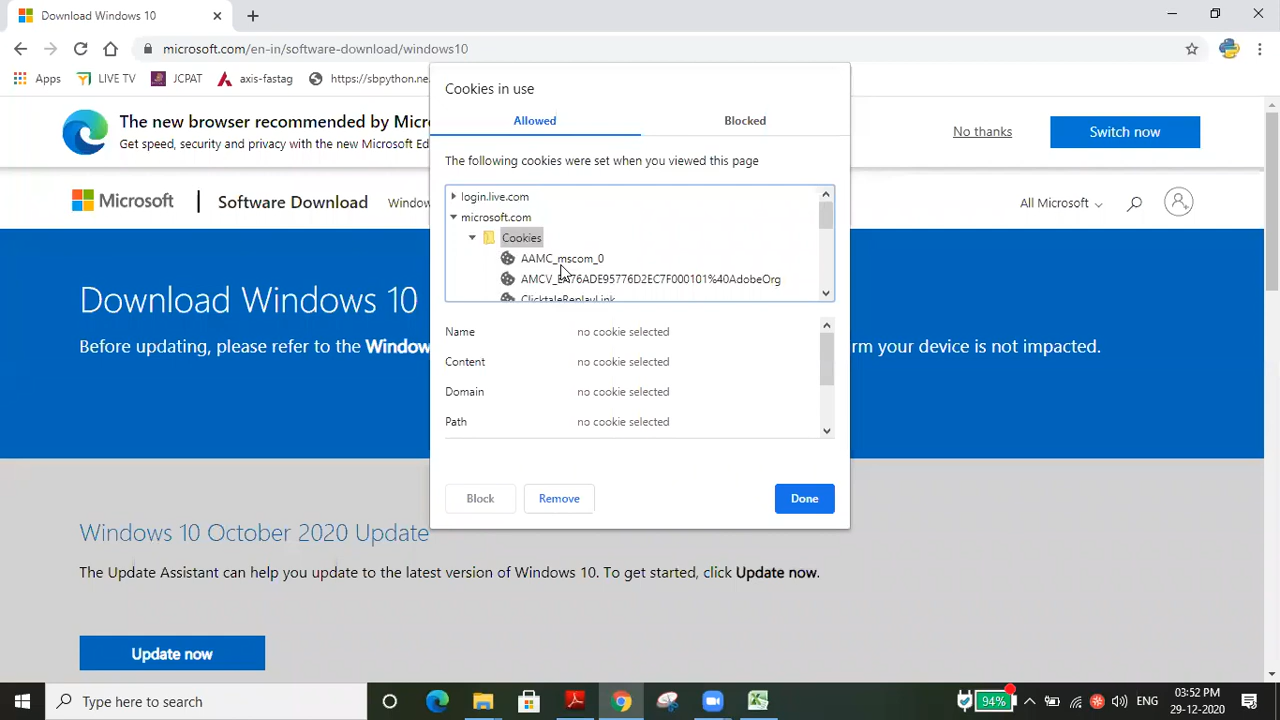 Download Windows 10
microsoft.com/en-in/software-download/windows10
Apps
LIVE TV
JCPAT
axis-fastag
https://sbpython.ne
The new browser recommended by Micr
Get speed, security and privacy with the new Microsoft Ed
No thanks
Switch now
Microsoft
Software Download
Window
All Microsoft
Download Windows 10
Before updating, please refer to the Window
rm your device is not impacted.
Cookies in use
Allowed
Blocked
The following cookies were set when you viewed this page
login.live.com
microsoft.com
Cookies
AAMC_mscom_0
AMCV_EA76ADE95776D2EC7F000101%40AdobeOrg
ClicktaleReplayLink
Name
no cookie selected
Content
no cookie selected
Domain
no cookie selected
Path
no cookie selected
Block
Remove
Done
Windows 10 October 2020 Update
The Update Assistant can help you update to the latest version of Windows 10. To get started, click Update now.
Update now
Type here to search
94%
ENG
03:52 PM
29-12-2020